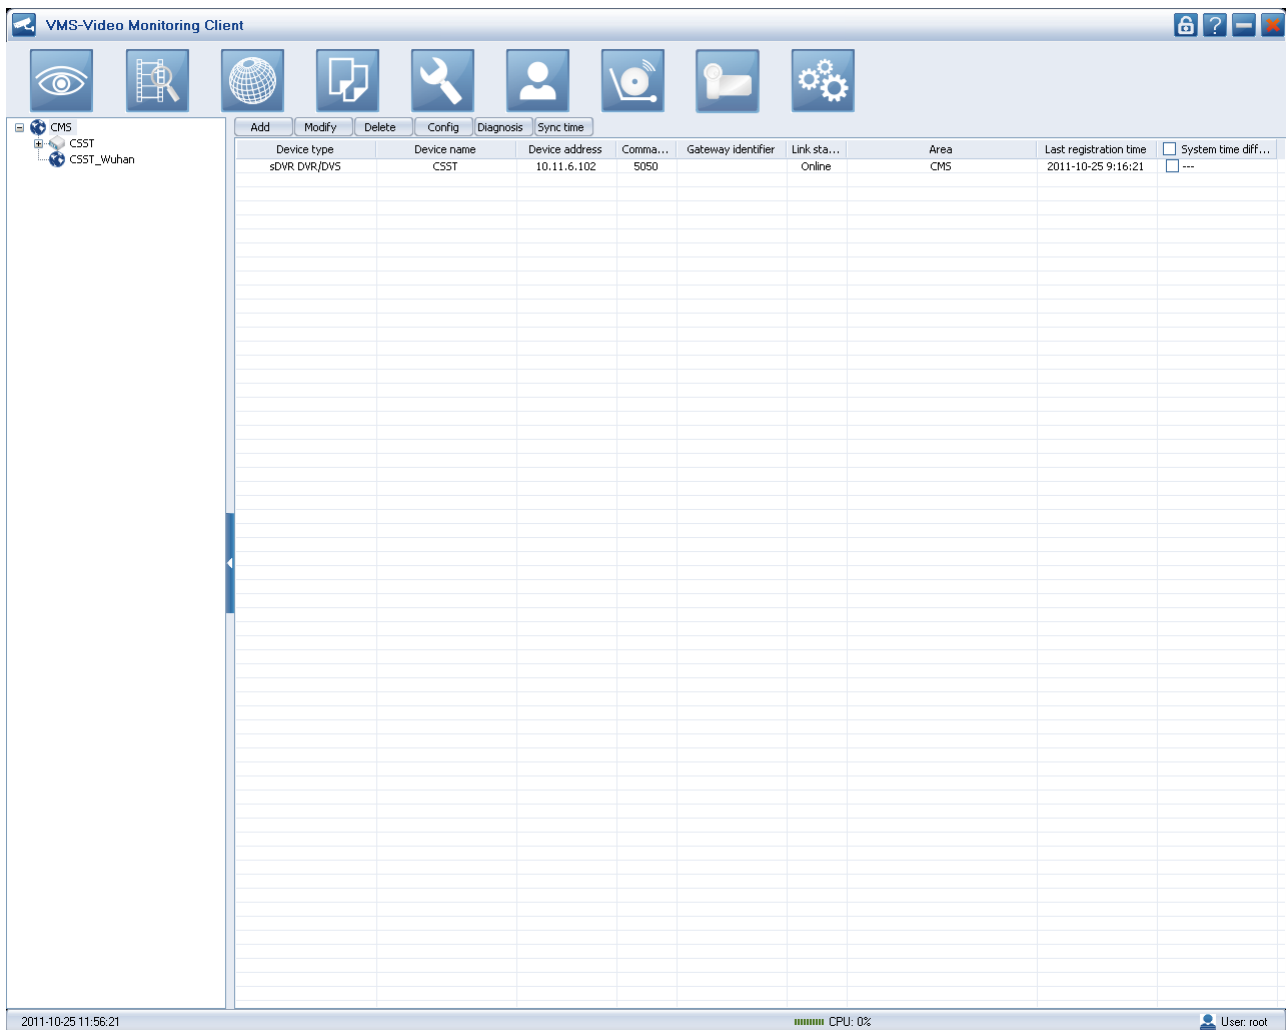 VMS-Video Monitoring Client
CMS
CSST
CSST_Wuhan
Add Modify Delete Config Diagnosis Sync time
Device type Device name Device address Comma... Gateway identifier Link sta... Area Last registration time System time diff...
sDVR DVR/DVS CSST 10.11.6.102 5050 Online CMS 2011-10-25 9:16:21 ---
2011-10-25 11:56:21 CPU: 0% User: root